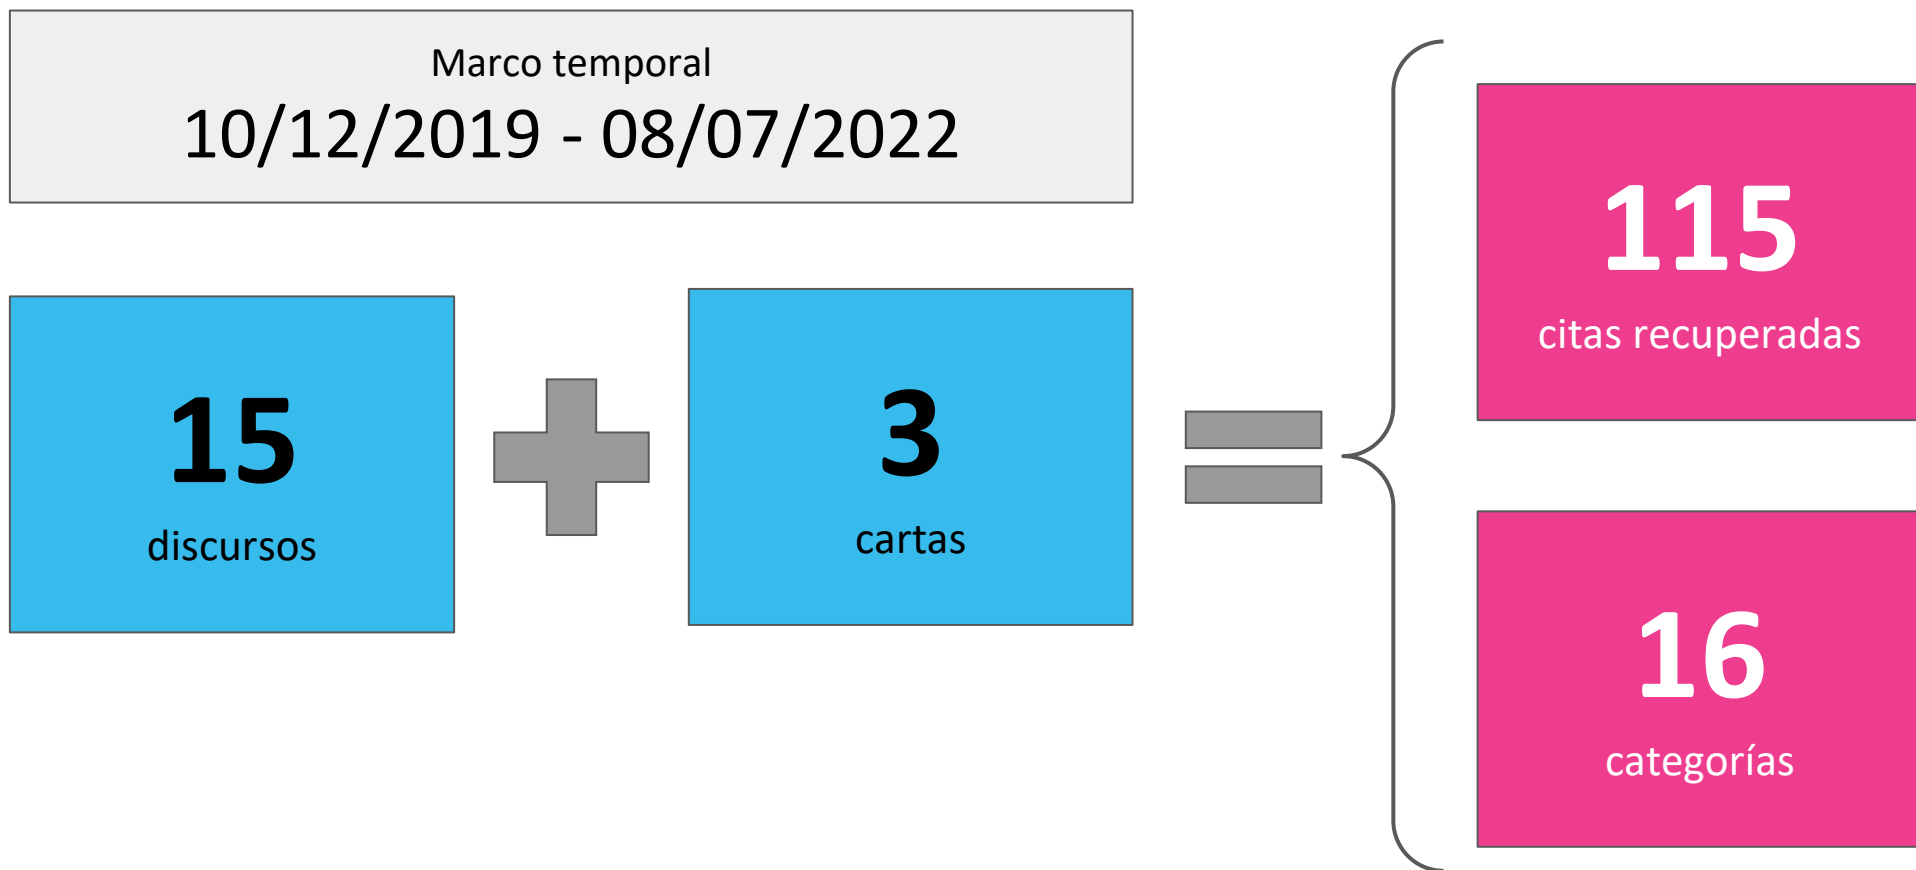 Marco temporal
10/12/2019 - 08/07/2022
15
discursos
3
cartas
115
citas recuperadas
16
categorías